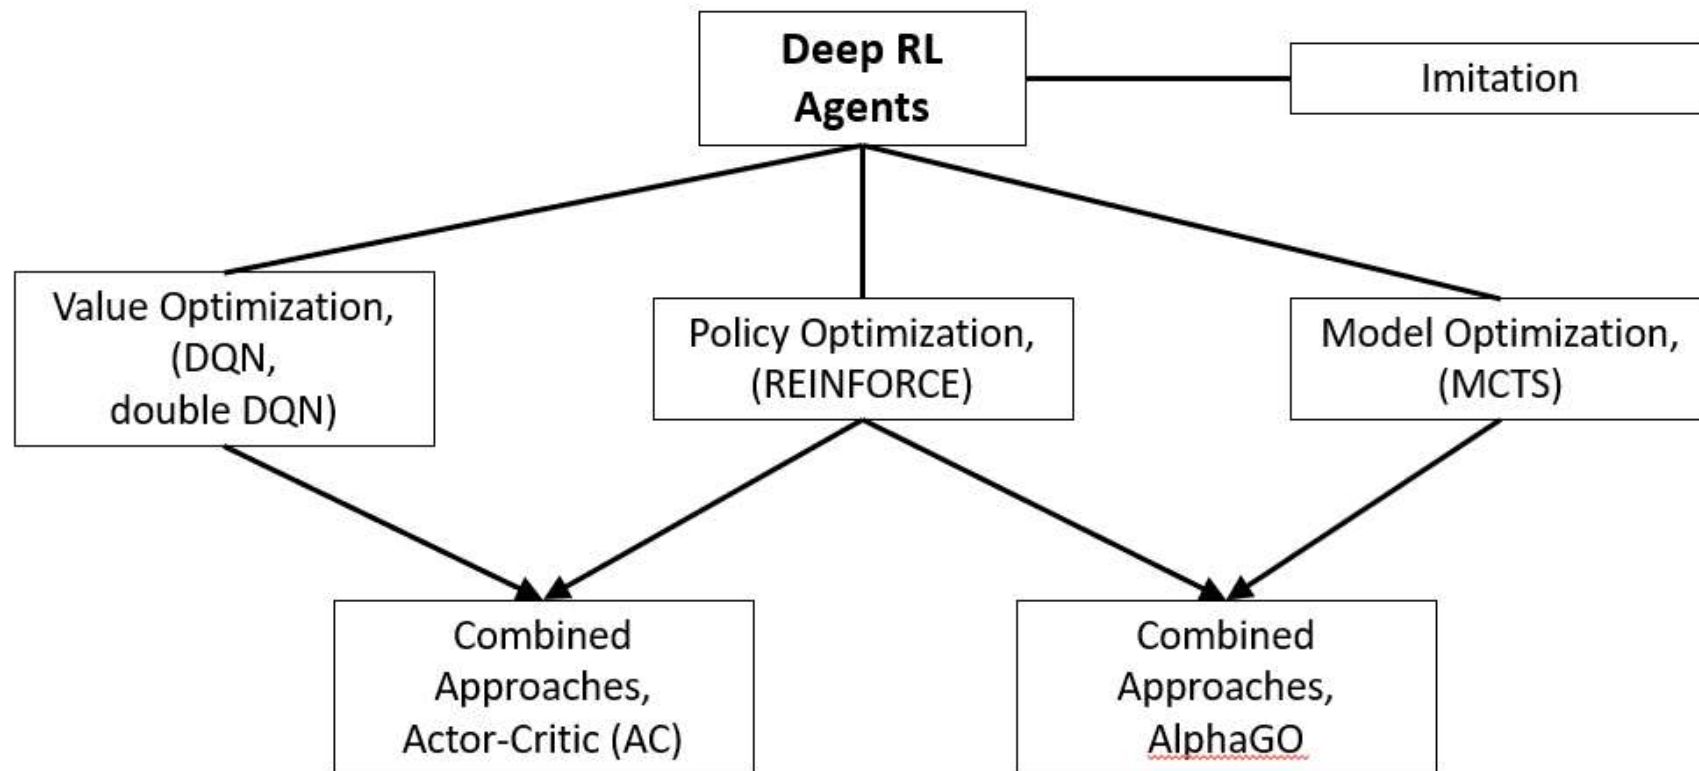 Deep RL
Agents
Imitation
Value Optimization,
(DQN,
double DQN)
Policy Optimization,
(REINFORCE)
Model Optimization,
(MCTS)
Combined
Approaches,
Actor-Critic (AC)
Combined
Approaches,
AlphaGO